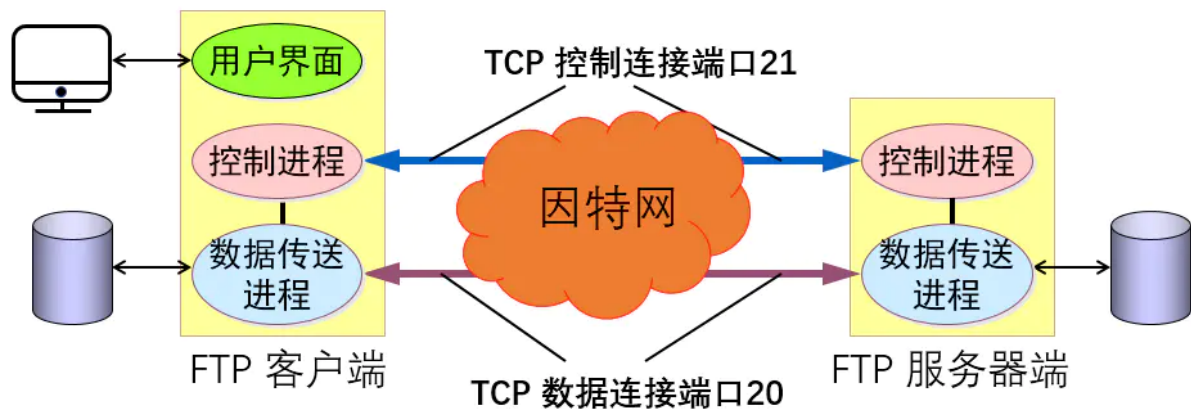 用户界面
TCP 控制连接端口21
控制进程
控制进程
因特网
数据传送
进程
数据传送
进程
FTP 客户端
TCP 数据连接端口20
FTP 服务器端